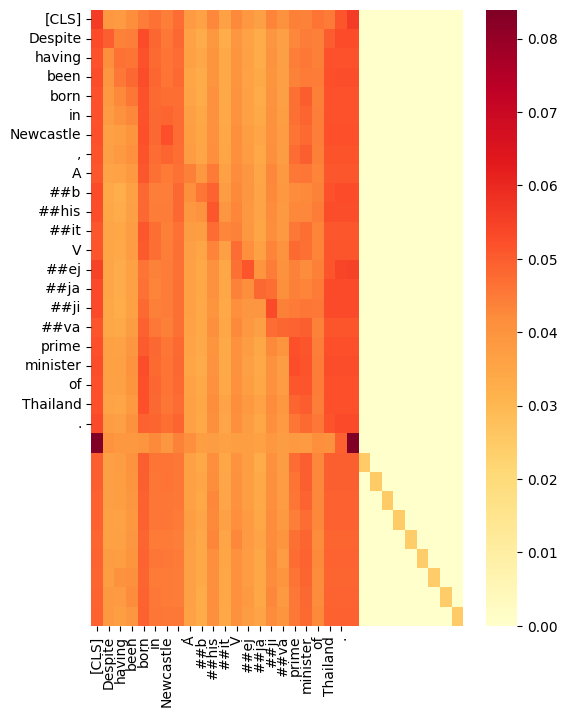 [CLS]
Despite
having
been
born
in
Newcastle
,
A
##b
##his
##it
V
##ej
##ja
##ji
##va
prime
minister
of
Thailand
.
0.08
0.07
0.06
0.05
0.04
0.03
0.02
0.01
0.00
[CLS]
Despite
having
been
born
in
Newcastle
,
A
##b
##his
##it
V
##ej
##ja
##ji
##va
prime
minister
of
Thailand
.